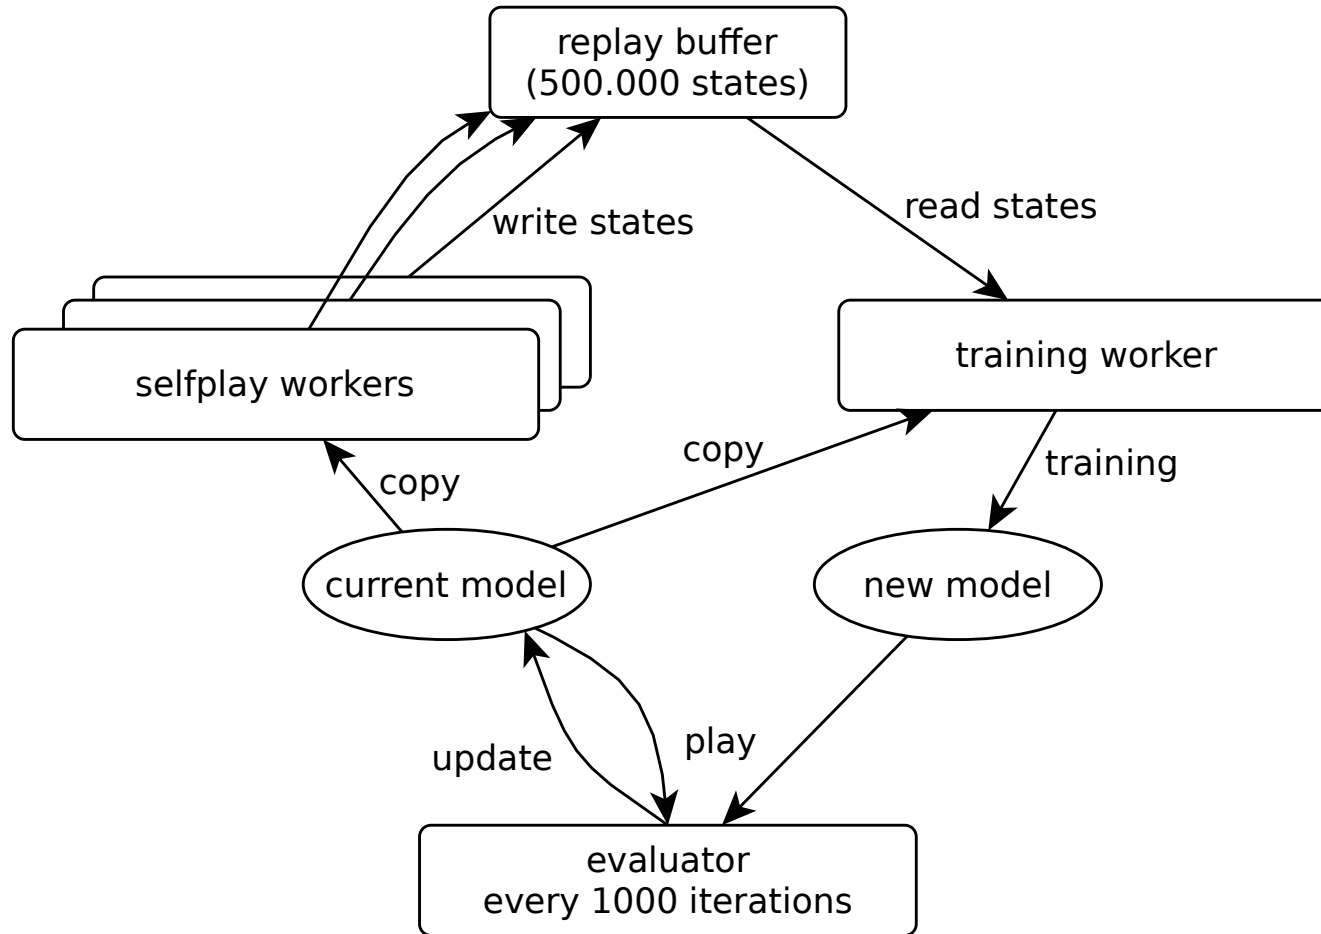 replay buffer
(500.000 states)
read states
write states
training worker
selfplay workers
copy
training
copy
current model
new model
play
update
evaluator
every 1000 iterations